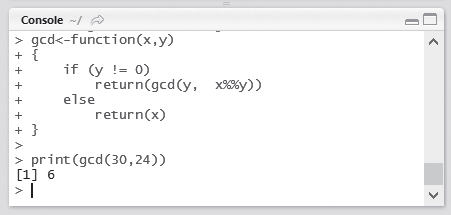 Console ~/
> gcd<-function(x,y)
+ {
+     if (y != 0)
+         return(gcd(y,  x%%y))
+     else
+         return(x)
+ }
>
> print(gcd(30,24))
[1] 6
>